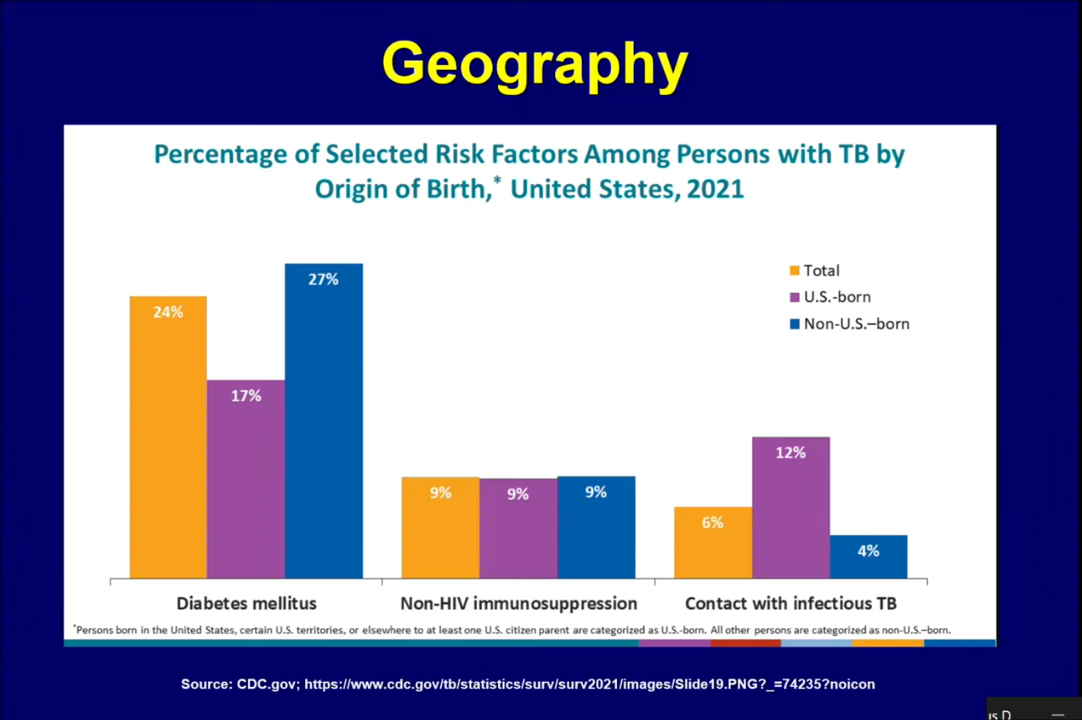 Geography
Percentage of Selected Risk Factors Among Persons with TB by
Origin of Birth,* United States, 2021
Total
U.S.-born
Non-U.S.–born
24%
17%
27%
9%
9%
9%
6%
12%
4%
Diabetes mellitus
Non-HIV immunosuppression
Contact with infectious TB
*Persons born in the United States, certain U.S. territories, or elsewhere to at least one U.S. citizen parent are categorized as U.S.-born. All other persons are categorized as non-U.S.–born.
Source: CDC.gov; https://www.cdc.gov/tb/statistics/surv/surv2021/images/Slide19.PNG?_=74235?noicon